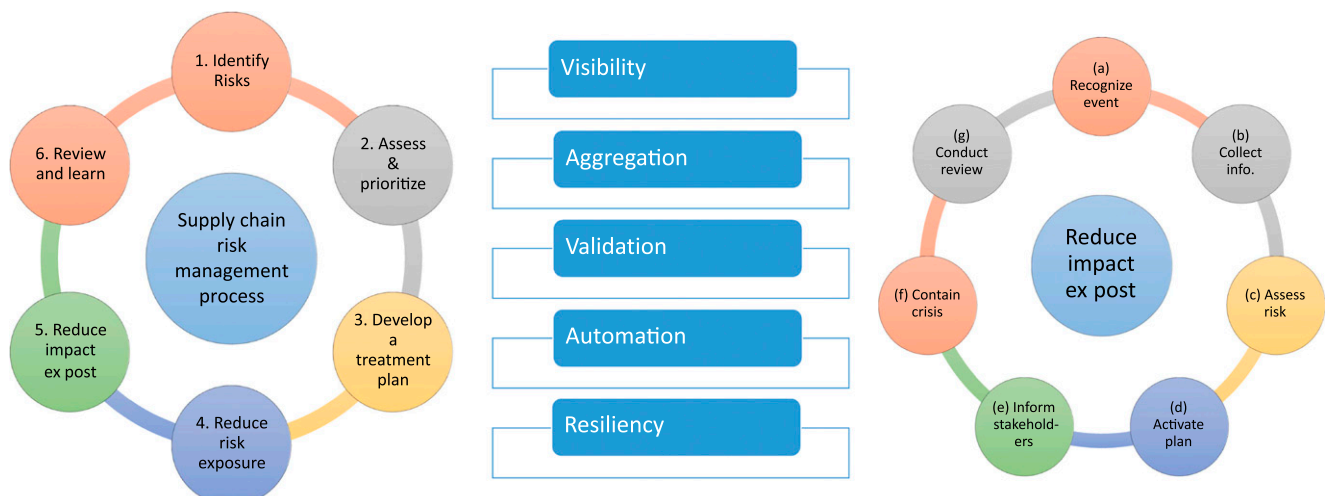 1. Identify
Risks
2. Assess
&
prioritize
3. Develop
a
treatment
plan
4. Reduce
risk
exposure
5. Reduce
impact
ex post
6. Review
and learn
Supply chain
risk
management
process
Visibility
Aggregation
Validation
Automation
Resiliency
(a)
Recognize
event
(b)
Collect
info.
(c) Assess
risk
(d)
Activate
plan
(e) Inform
stakehold-
ers
(f) Contain
crisis
(g)
Conduct
review
Reduce
impact
ex post